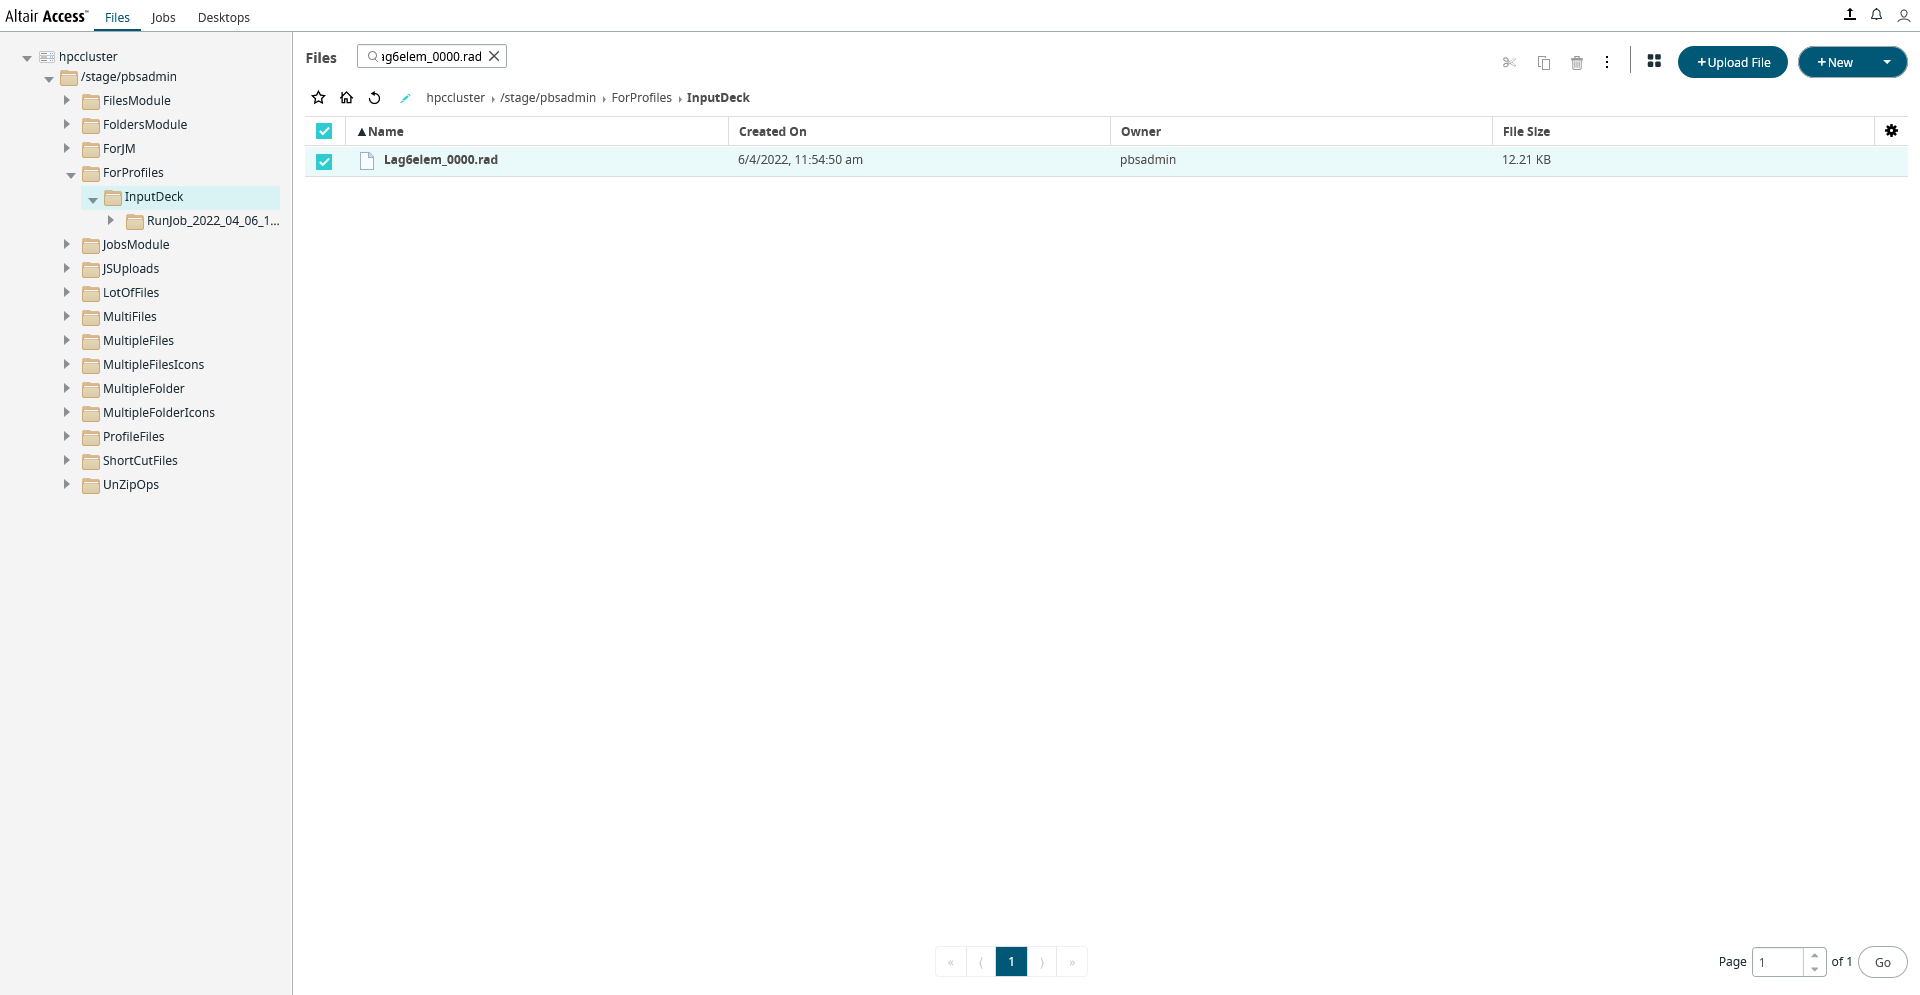 Altair Access™ Files Jobs Desktops
hpccluster
/stage/pbsadmin
FilesModule
FoldersModule
ForJM
ForProfiles
InputDeck
RunJob_2022_04_06_1...
JobsModule
JSUploads
LotOfFiles
MultiFiles
MultipleFiles
MultipleFilesIcons
MultipleFolder
MultipleFolderIcons
ProfileFiles
ShortCutFiles
UnZipOps
Files ag6elem_0000.rad
+Upload File +New
hpccluster › /stage/pbsadmin › ForProfiles › InputDeck
▲Name Created On Owner File Size
Lag6elem_0000.rad 6/4/2022, 11:54:50 am pbsadmin 12.21 KB
« ⟨ 1 ⟩ » Page 1 of 1 Go